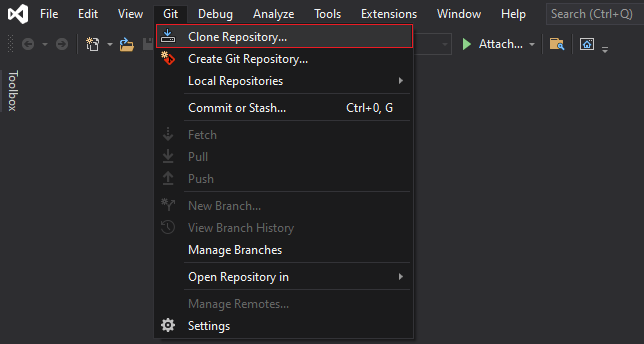 File Edit View Git Debug Analyze Tools Extensions Window Help Search (Ctrl+Q)
Clone Repository...
Attach...
Create Git Repository...
Local Repositories
Toolbox
Commit or Stash... Ctrl+0, G
Fetch
Pull
Push
New Branch...
View Branch History
Manage Branches
Open Repository in
Manage Remotes...
Settings